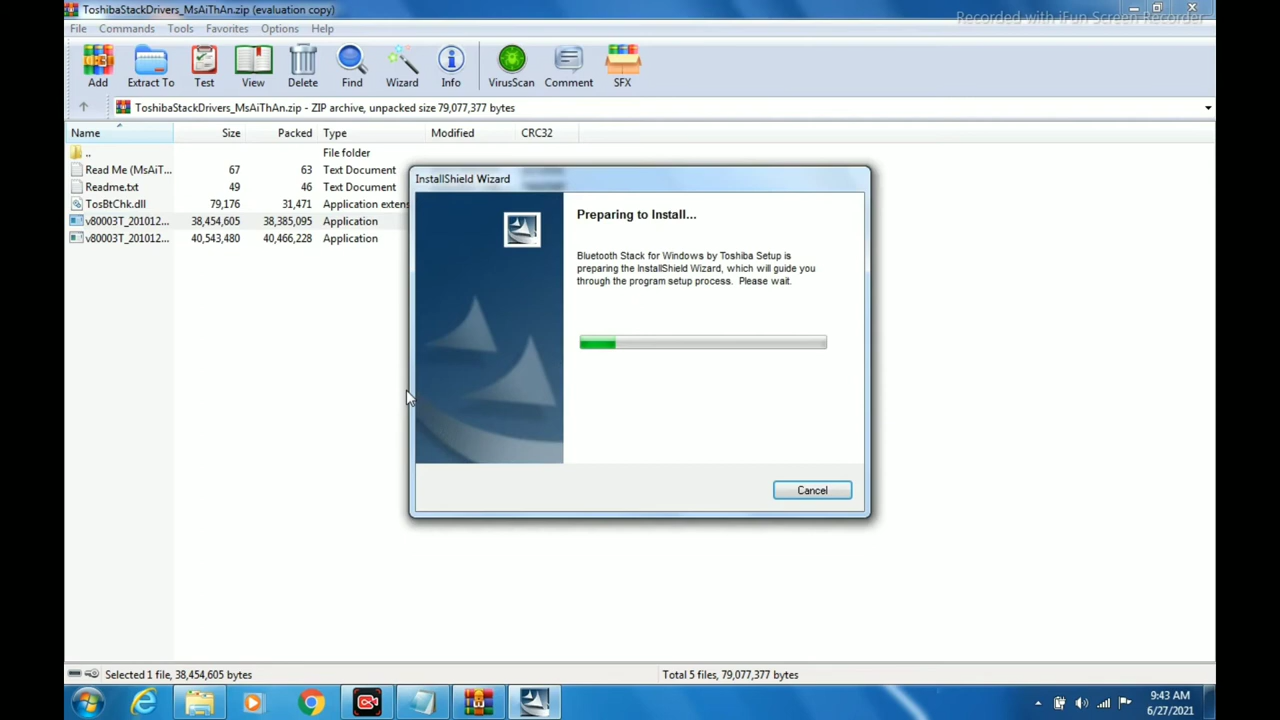 ToshibaStackDrivers_MsAiThAn.zip (evaluation copy)
Recorded with iFun Screen Recorder
File Commands Tools Favorites Options Help
Add Extract To Test View Delete Find Wizard Info VirusScan Comment SFX
ToshibaStackDrivers_MsAiThAn.zip - ZIP archive, unpacked size 79,077,377 bytes
Name Size Packed Type Modified CRC32
.. File folder
Read Me (MsAiT... 67 63 Text Document
Readme.txt 49 46 Text Document
TosBtChk.dll 79,176 31,471 Application extens
v80003T_201012... 38,454,605 38,385,095 Application
v80003T_201012... 40,543,480 40,466,228 Application
InstallShield Wizard
Preparing to Install...
Bluetooth Stack for Windows by Toshiba Setup is
preparing the InstallShield Wizard, which will guide you
through the program setup process. Please wait.
Cancel
Selected 1 file, 38,454,605 bytes
Total 5 files, 79,077,377 bytes
9:43 AM
6/27/2021